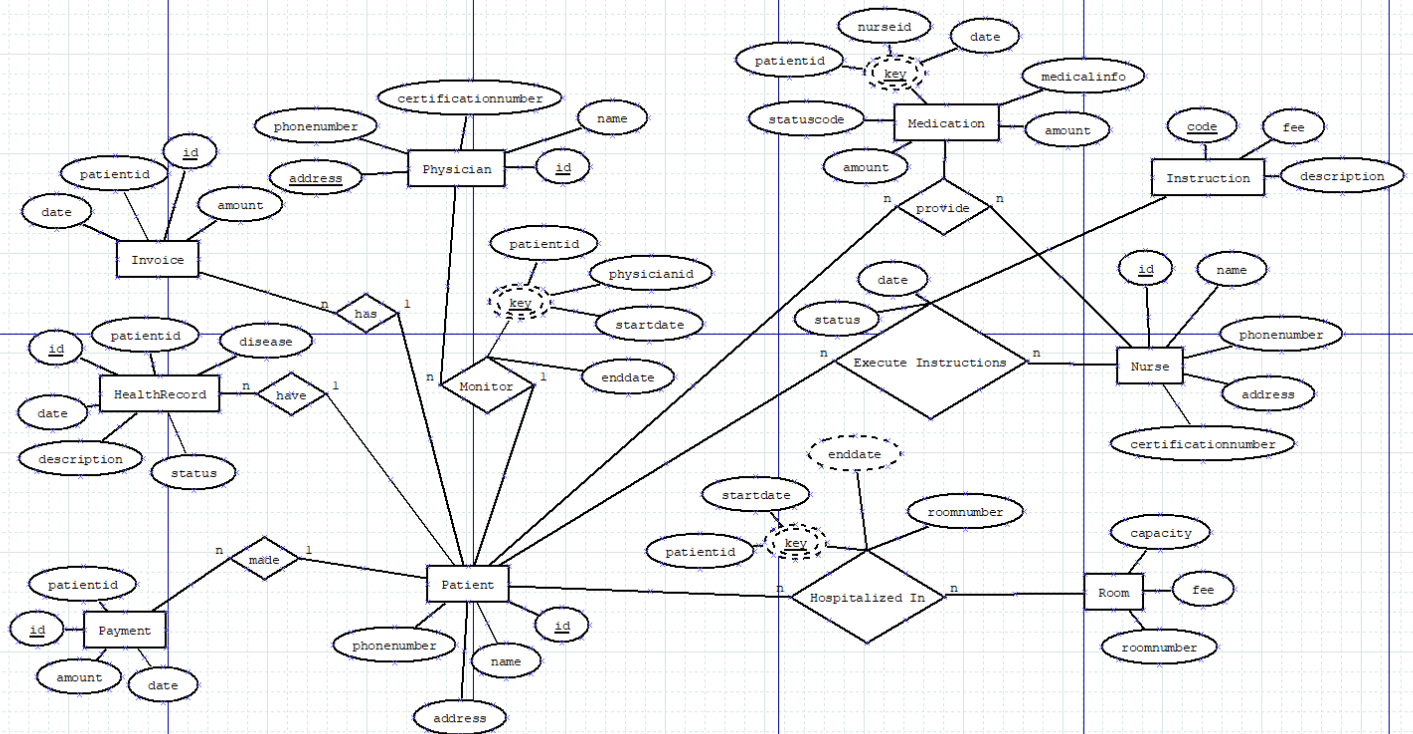 nurseid
date
patientid
key
medicalinfo
certificationnumber
statuscode
Medication
name
phonenumber
amount
code
fee
id
amount
Physician
id
patientid
address
Instruction
description
date
amount
n
provide
n
patientid
Invoice
physicianid
id
name
key
date
n
has
1
startdate
status
patientid
id
disease
phonenumber
n
Execute Instructions
n
Nurse
n
Monitor
1
enddate
HealthRecord
n
have
1
address
date
certificationnumber
description
enddate
status
startdate
roomnumber
capacity
patientid
key
n
made
1
patientid
Patient
n
Hospitalized In
n
Room
fee
id
Payment
id
phonenumber
name
roomnumber
amount
date
address